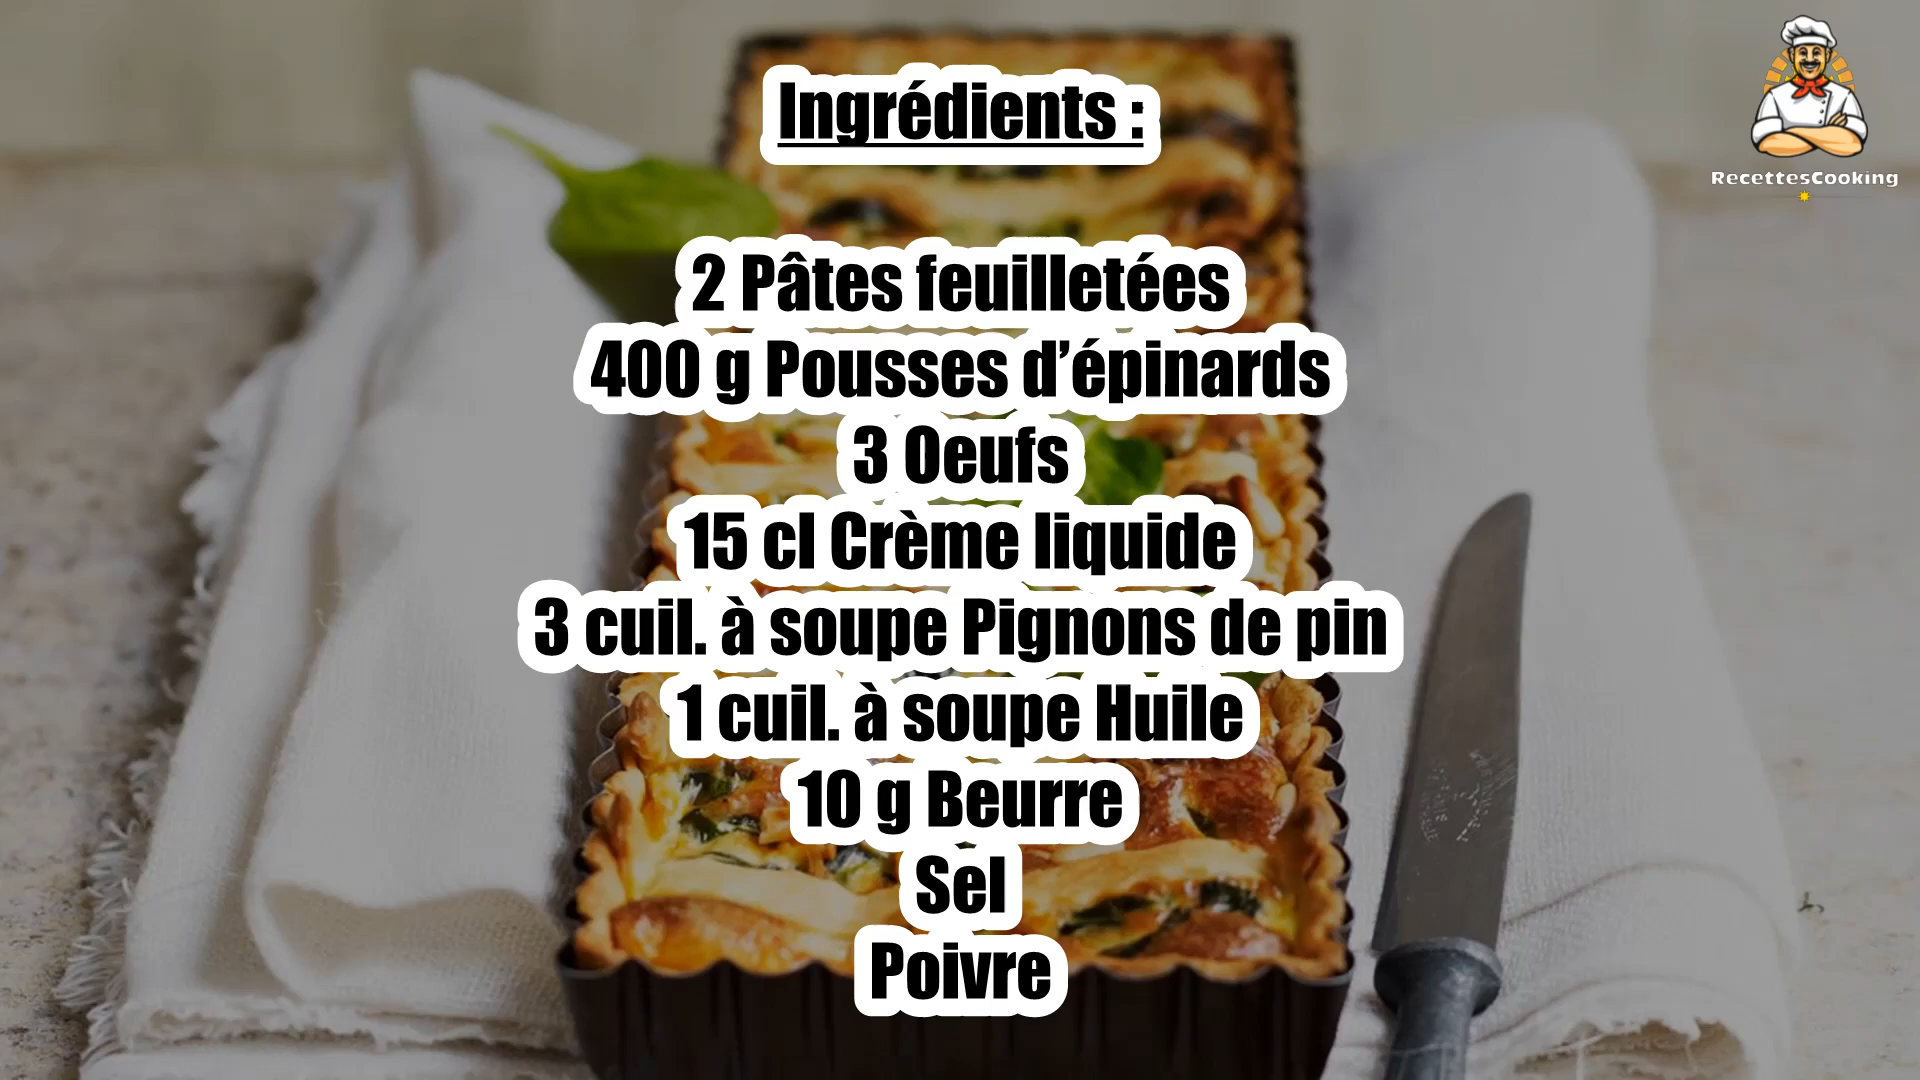 Ingrédients :
RecettesCooking
2 Pâtes feuilletées
400 g Pousses d’épinards
3 Oeufs
15 cl Crème liquide
3 cuil. à soupe Pignons de pin
1 cuil. à soupe Huile
10 g Beurre
Sel
Poivre